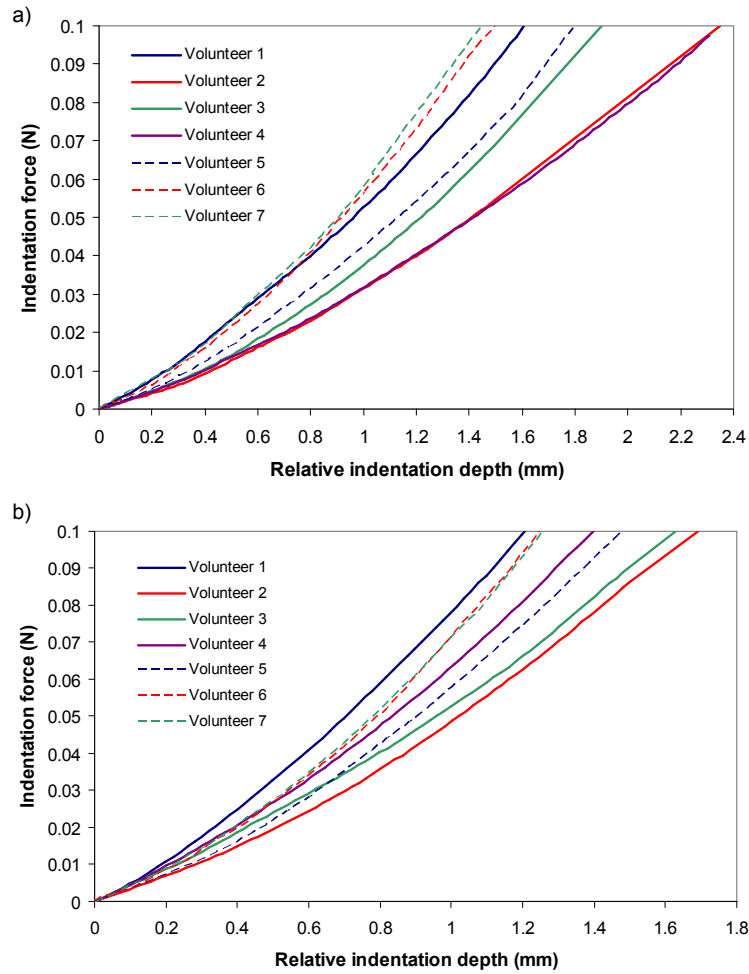 a)
0.1
0.09
0.08
0.07
0.06
0.05
0.04
0.03
0.02
0.01
0
Indentation force (N)
Volunteer 1
Volunteer 2
Volunteer 3
Volunteer 4
Volunteer 5
Volunteer 6
Volunteer 7
0 0.2 0.4 0.6 0.8 1 1.2 1.4 1.6 1.8 2 2.2 2.4
Relative indentation depth (mm)
b)
0.1
0.09
0.08
0.07
0.06
0.05
0.04
0.03
0.02
0.01
0
Indentation force (N)
Volunteer 1
Volunteer 2
Volunteer 3
Volunteer 4
Volunteer 5
Volunteer 6
Volunteer 7
0 0.2 0.4 0.6 0.8 1 1.2 1.4 1.6 1.8
Relative indentation depth (mm)